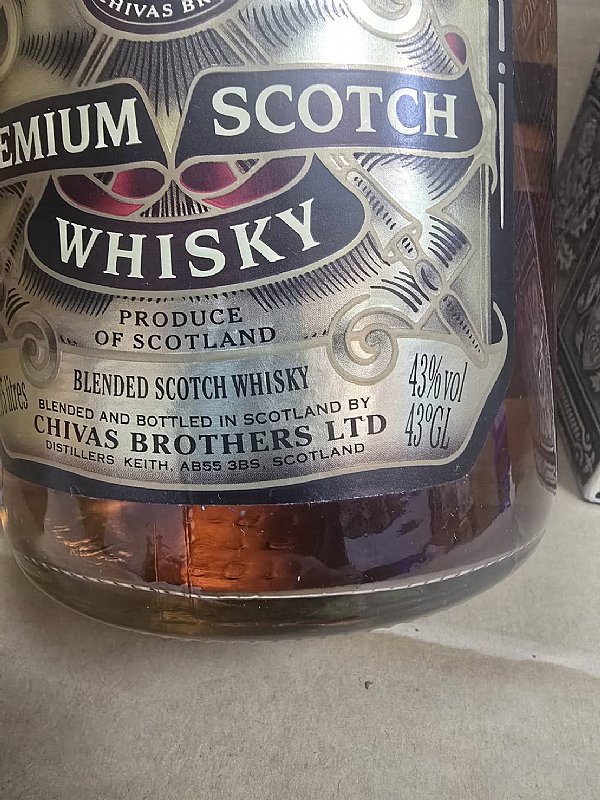 CHIVAS BR
EMIUM SCOTCH
WHISKY
PRODUCE
OF SCOTLAND
BLENDED SCOTCH WHISKY
litres
43%vol
43°GL
BLENDED AND BOTTLED IN SCOTLAND BY
CHIVAS BROTHERS LTD
DISTILLERS KEITH, AB55 3BS, SCOTLAND